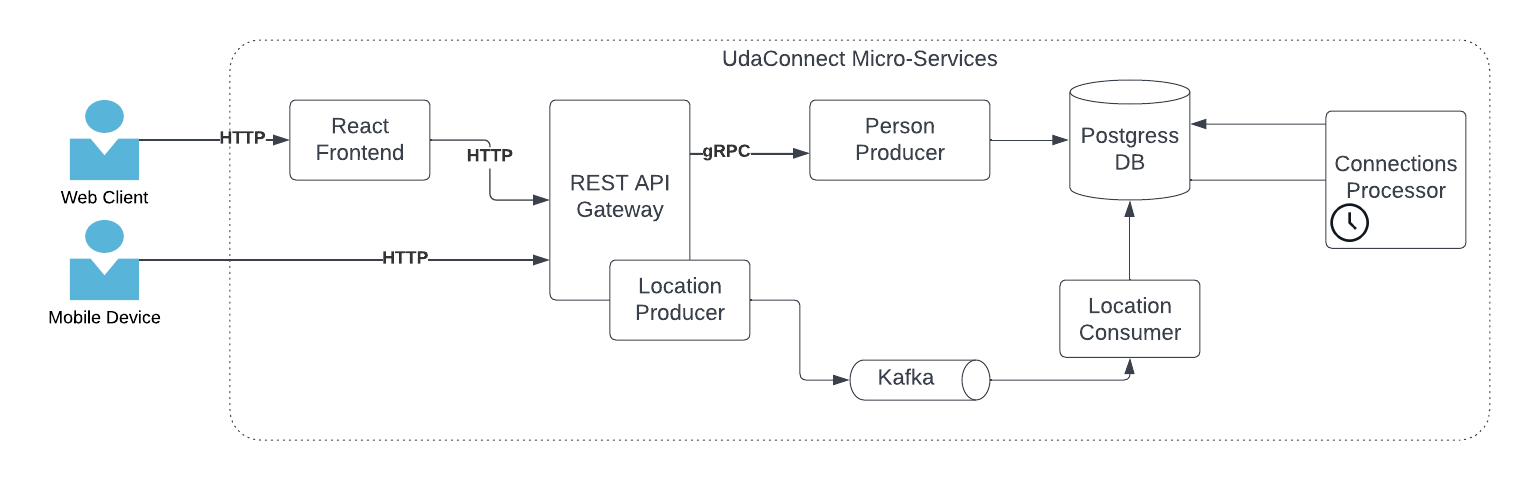 UdaConnect Micro-Services
HTTP
React
Frontend
HTTP
Web Client
REST API
Gateway
gRPC
Person
Producer
Postgress
DB
Connections
Processor
HTTP
Mobile Device
Location
Producer
Kafka
Location
Consumer